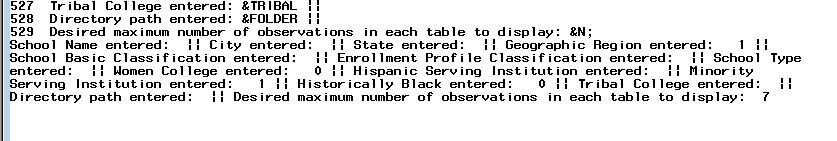 527 Tribal College entered: &TRIBAL ||
528 Directory path entered: &FOLDER ||
529 Desired maximum number of observations in each table to display: &N;
School Name entered: || City entered: || State entered: || Geographic Region entered: 1 ||
School Basic Classification entered: || Enrollment Profile Classification entered: || School Type
entered: || Women College entered: 0 || Hispanic Serving Institution entered: || Minority
Serving Institution entered: 1 || Historically Black entered: 0 || Tribal College entered: ||
Directory path entered: || Desired maximum number of observations in each table to display: 7